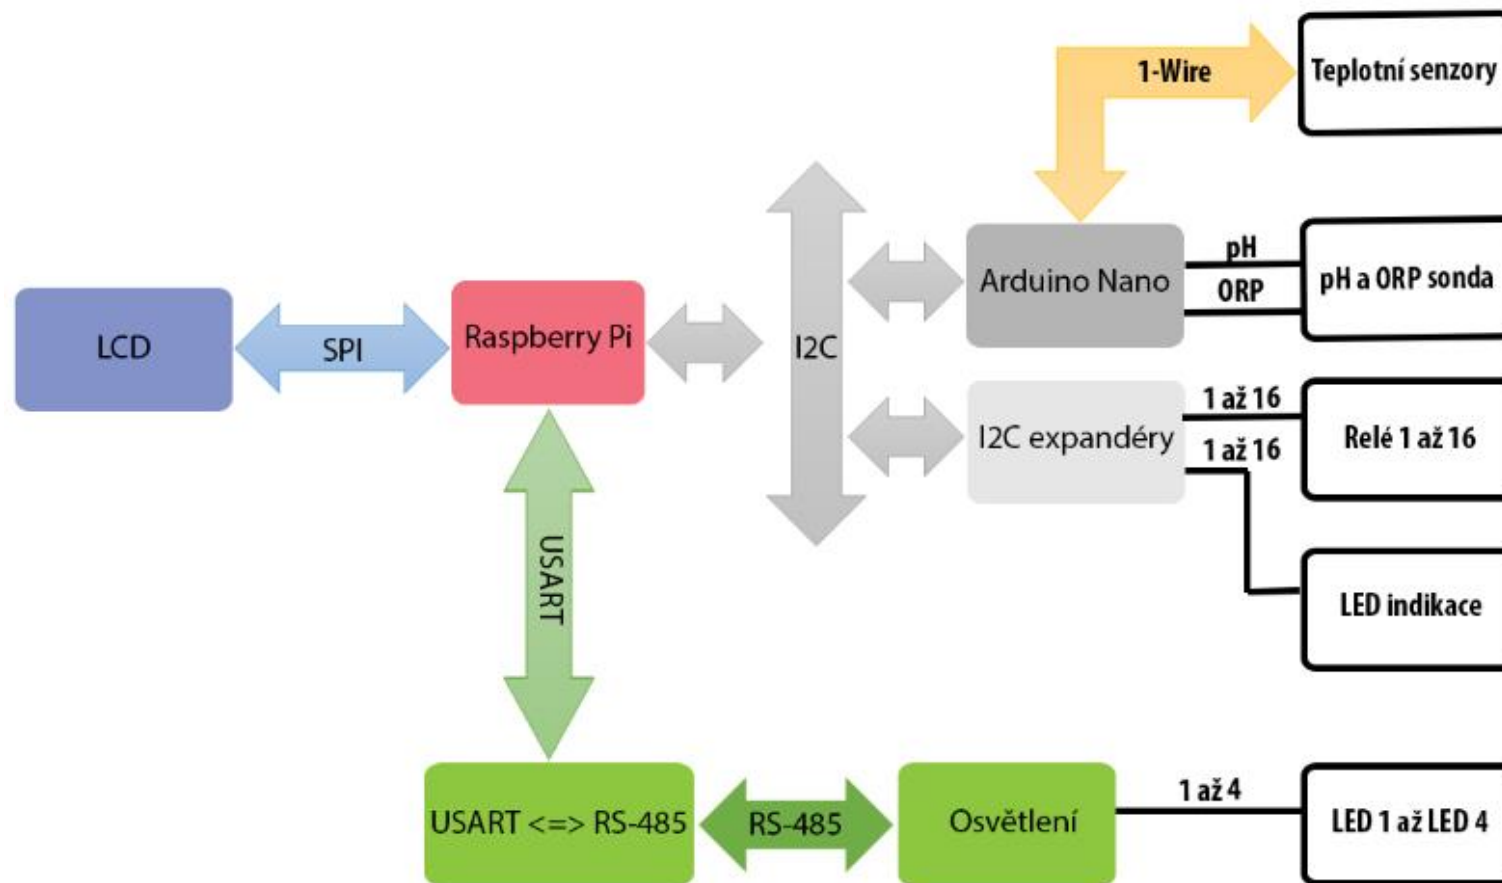 1-Wire
Teplotní senzory
Arduino Nano
pH
ORP
pH a ORP sonda
LCD
SPI
Raspberry Pi
I2C
I2C expandéry
1 až 16
1 až 16
Relé 1 až 16
LED indikace
USART
USART <=> RS-485
RS-485
Osvětlení
1 až 4
LED 1 až LED 4